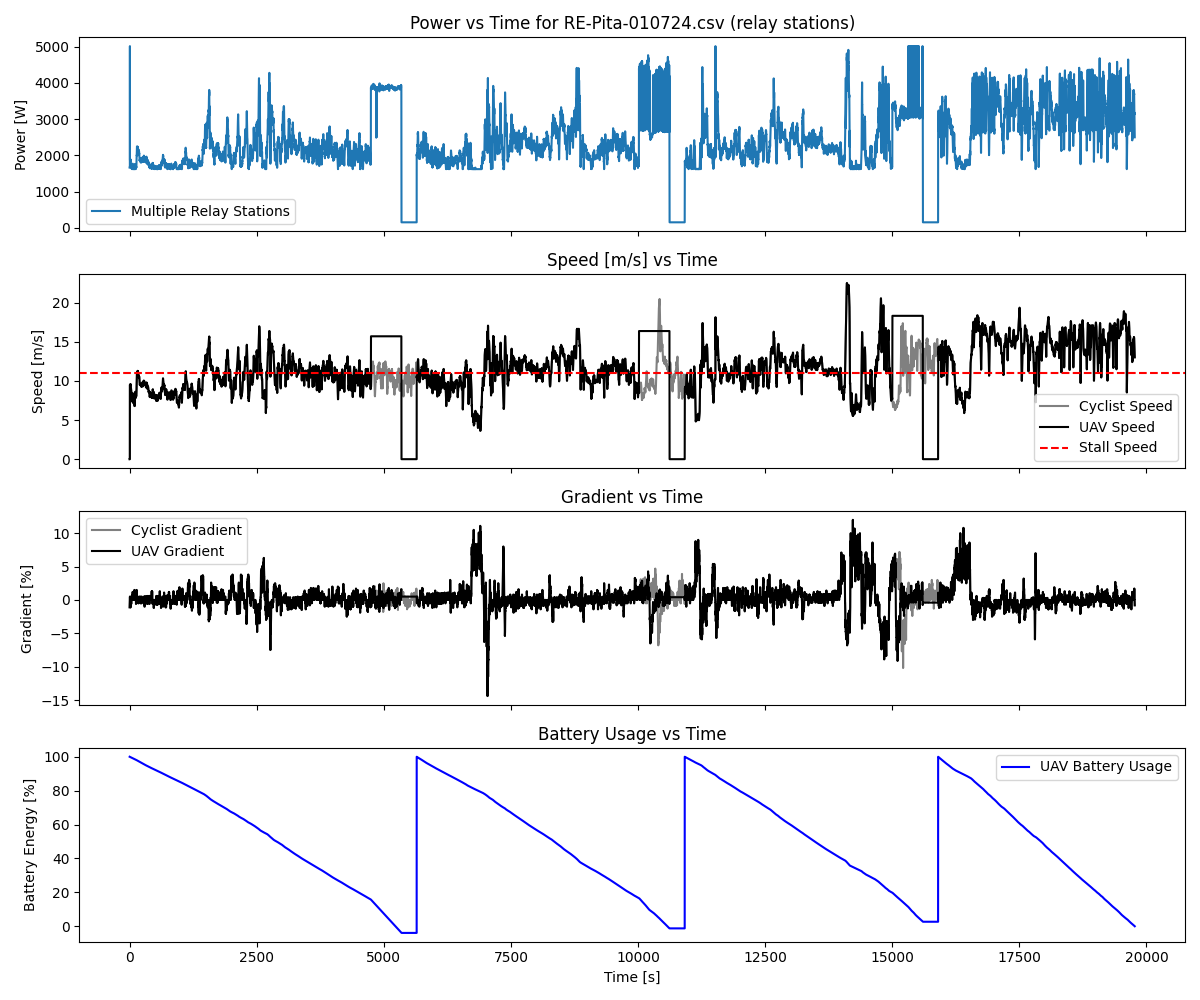 Power vs Time for RE-Pita-010724.csv (relay stations)
Power [W]
5000
4000
3000
2000
1000
0
Multiple Relay Stations
Speed [m/s] vs Time
Speed [m/s]
20
15
10
5
0
Cyclist Speed
UAV Speed
Stall Speed
Gradient vs Time
Gradient [%]
10
5
0
−5
−10
−15
Cyclist Gradient
UAV Gradient
Battery Usage vs Time
Battery Energy [%]
100
80
60
40
20
0
UAV Battery Usage
0 2500 5000 7500 10000 12500 15000 17500 20000
Time [s]